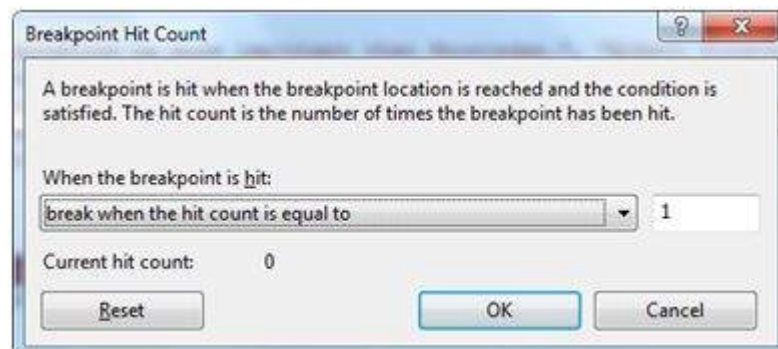 Breakpoint Hit Count
A breakpoint is hit when the breakpoint location is reached and the condition is
satisfied. The hit count is the number of times the breakpoint has been hit.
When the breakpoint is hit:
break when the hit count is equal to
1
Current hit count: 0
Reset
OK
Cancel